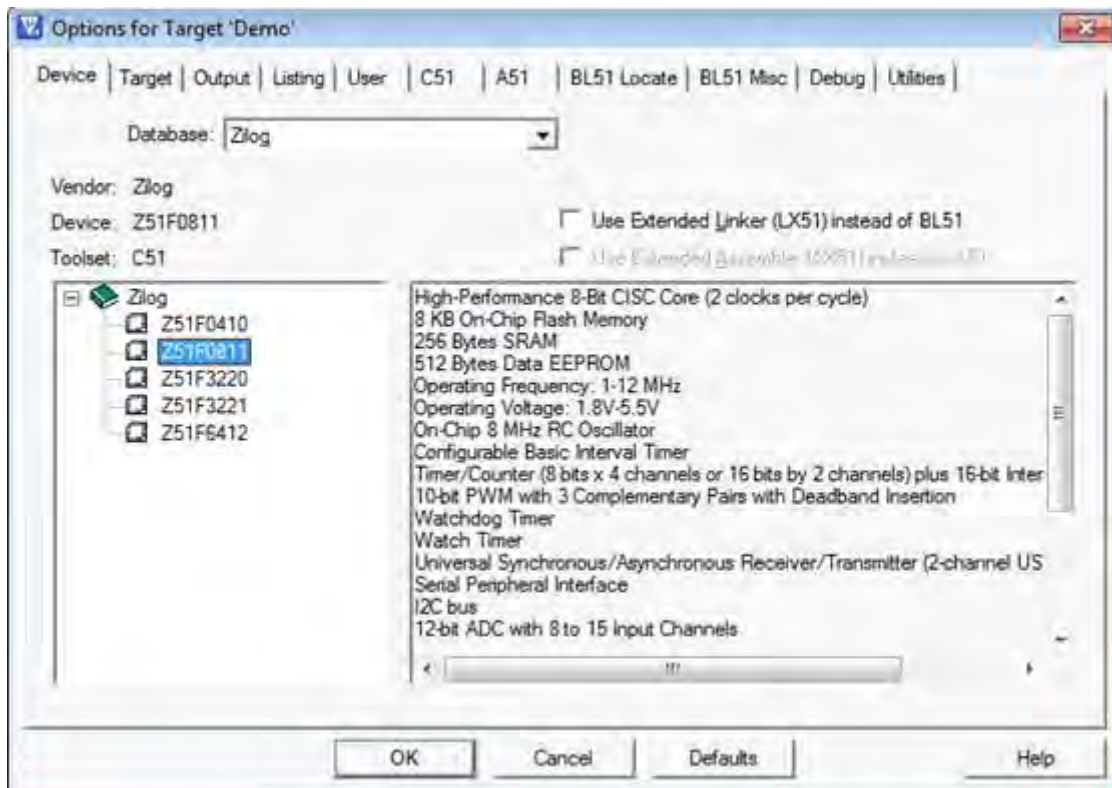 Options for Target 'Demo'
Device Target Output Listing User C51 A51 BL51 Locate BL51 Misc Debug Utilities
Database: Zilog
Vendor: Zilog
Device: Z51F0811
Use Extended Linker (LX51) instead of BL51
Toolset: C51
Use Extended Assembler
Zilog
Z51F0410
Z51F0811
Z51F3220
Z51F3221
Z51F6412
High-Performance 8-Bit CISC Core (2 clocks per cycle)
8 KB On-Chip Flash Memory
256 Bytes SRAM
512 Bytes Data EEPROM
Operating Frequency: 1-12 MHz
Operating Voltage: 1.8V-5.5V
On-Chip 8 MHz RC Oscillator
Configurable Basic Interval Timer
Timer/Counter (8 bits x 4 channels or 16 bits by 2 channels) plus 16-bit Inter
10-bit PWM with 3 Complementary Pairs with Deadband Insertion
Watchdog Timer
Watch Timer
Universal Synchronous/Asynchronous Receiver/Transmitter (2-channel US
Serial Peripheral Interface
I2C bus
12-bit ADC with 8 to 15 Input Channels
OK Cancel Defaults Help